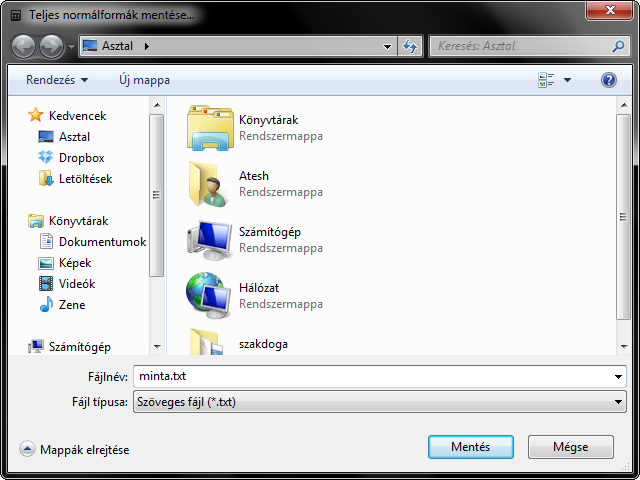 Teljes normálformák mentése...
Asztal
Keresés: Asztal
Rendezés
Új mappa
Kedvencek
Asztal
Dropbox
Letöltések
Könyvtárak
Dokumentumok
Képek
Videók
Zene
Számítógép
Könyvtárak
Rendszermappa
Atesh
Rendszermappa
Számítógép
Rendszermappa
Hálózat
Rendszermappa
szakdoga
Fájlnév: minta.txt
Fájl típusa: Szöveges fájl (*.txt)
Mappák elrejtése
Mentés
Mégse